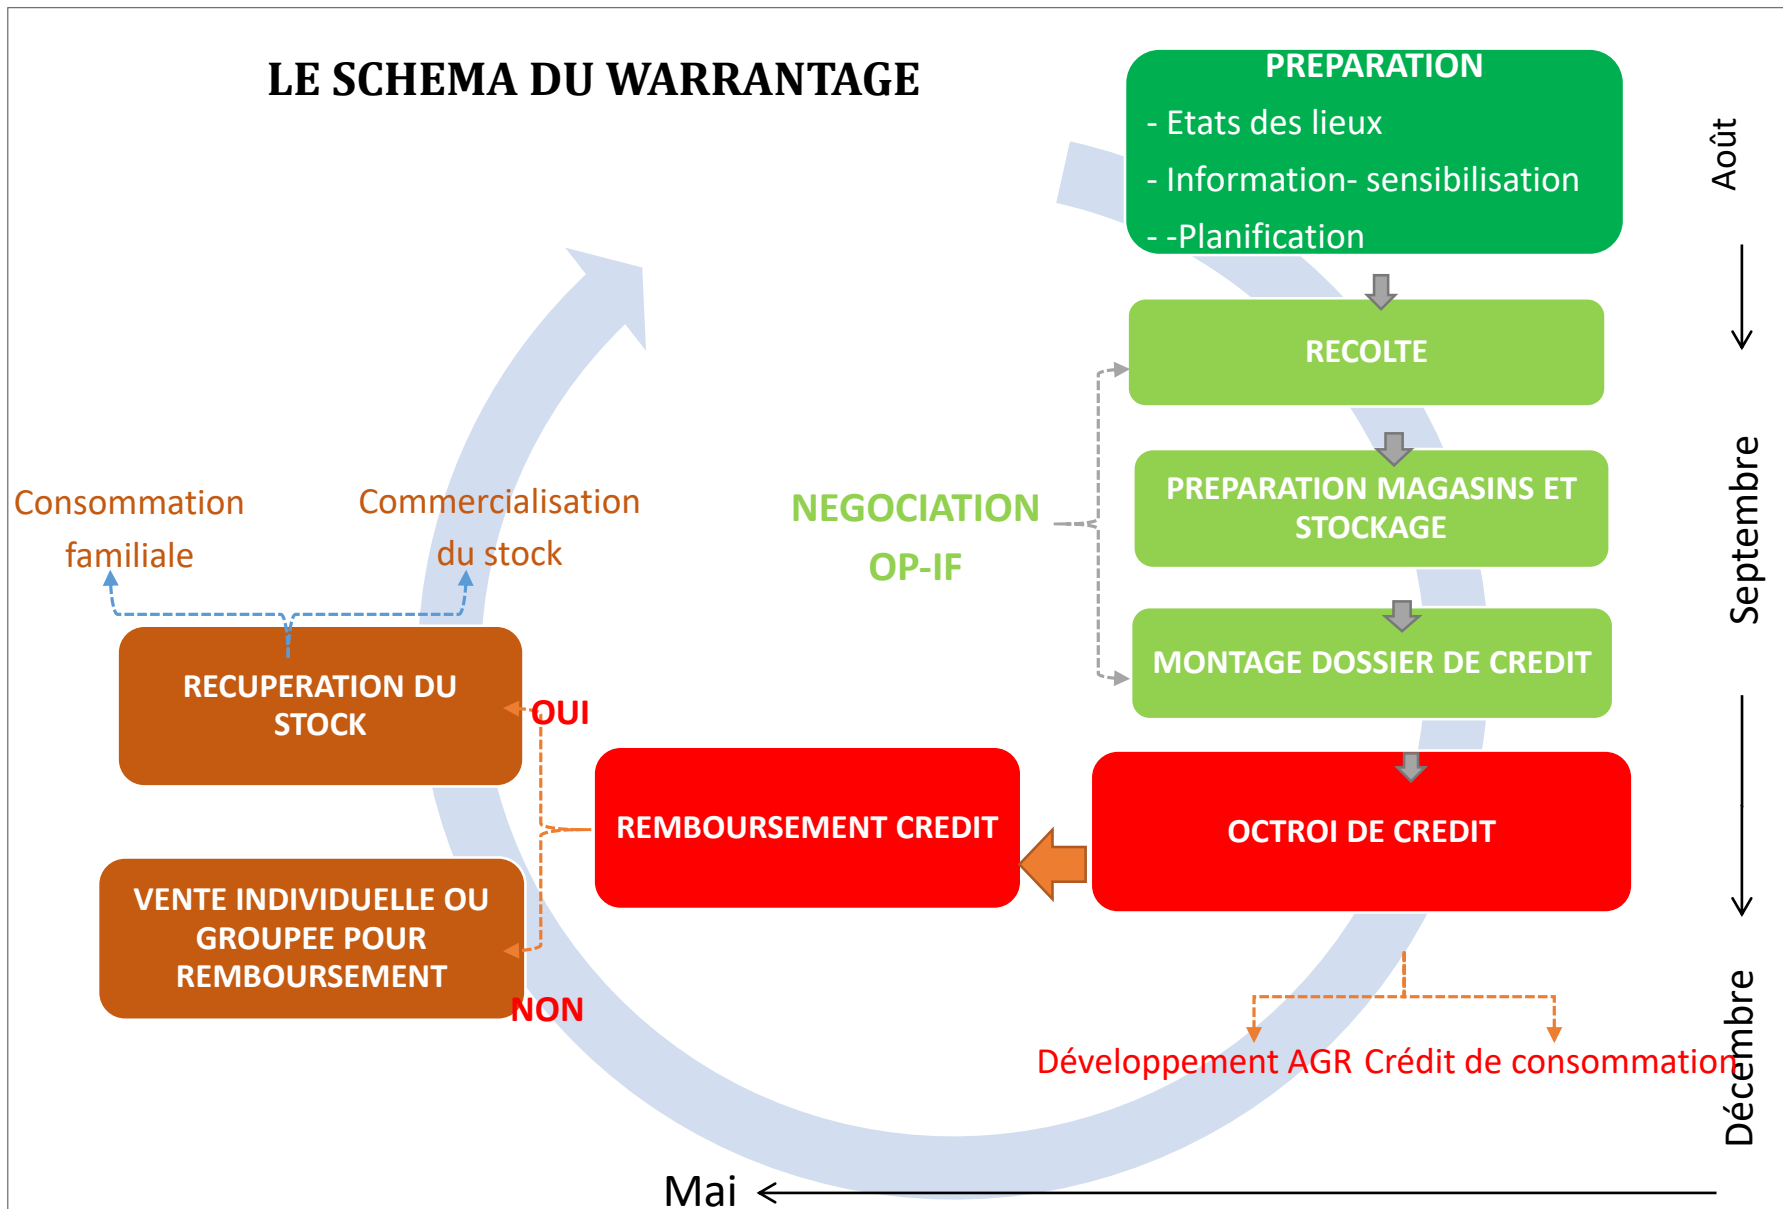 LE SCHEMA DU WARRANTAGE
PREPARATION
- Etats des lieux
- Information- sensibilisation
- -Planification
Août
RECOLTE
PREPARATION MAGASINS ET
STOCKAGE
Septembre
NEGOCIATION
OP-IF
MONTAGE DOSSIER DE CREDIT
Consommation
familiale
Commercialisation
du stock
RECUPERATION DU
STOCK
OUI
REMBOURSEMENT CREDIT
OCTROI DE CREDIT
VENTE INDIVIDUELLE OU
GROUPEE POUR
REMBOURSEMENT
NON
Développement AGR
Crédit de consommation
Décembre
Mai